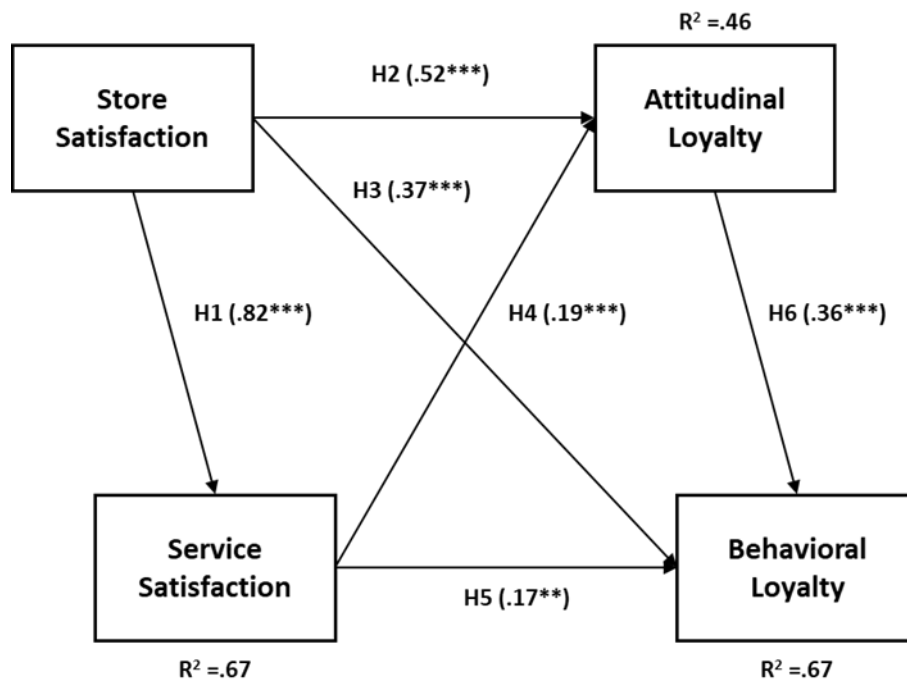 R² =.46
Store
Satisfaction
H2 (.52***)
Attitudinal
Loyalty
H3 (.37***)
H1 (.82***)
H4 (.19***)
H6 (.36***)
Service
Satisfaction
H5 (.17**)
Behavioral
Loyalty
R² =.67
R² =.67